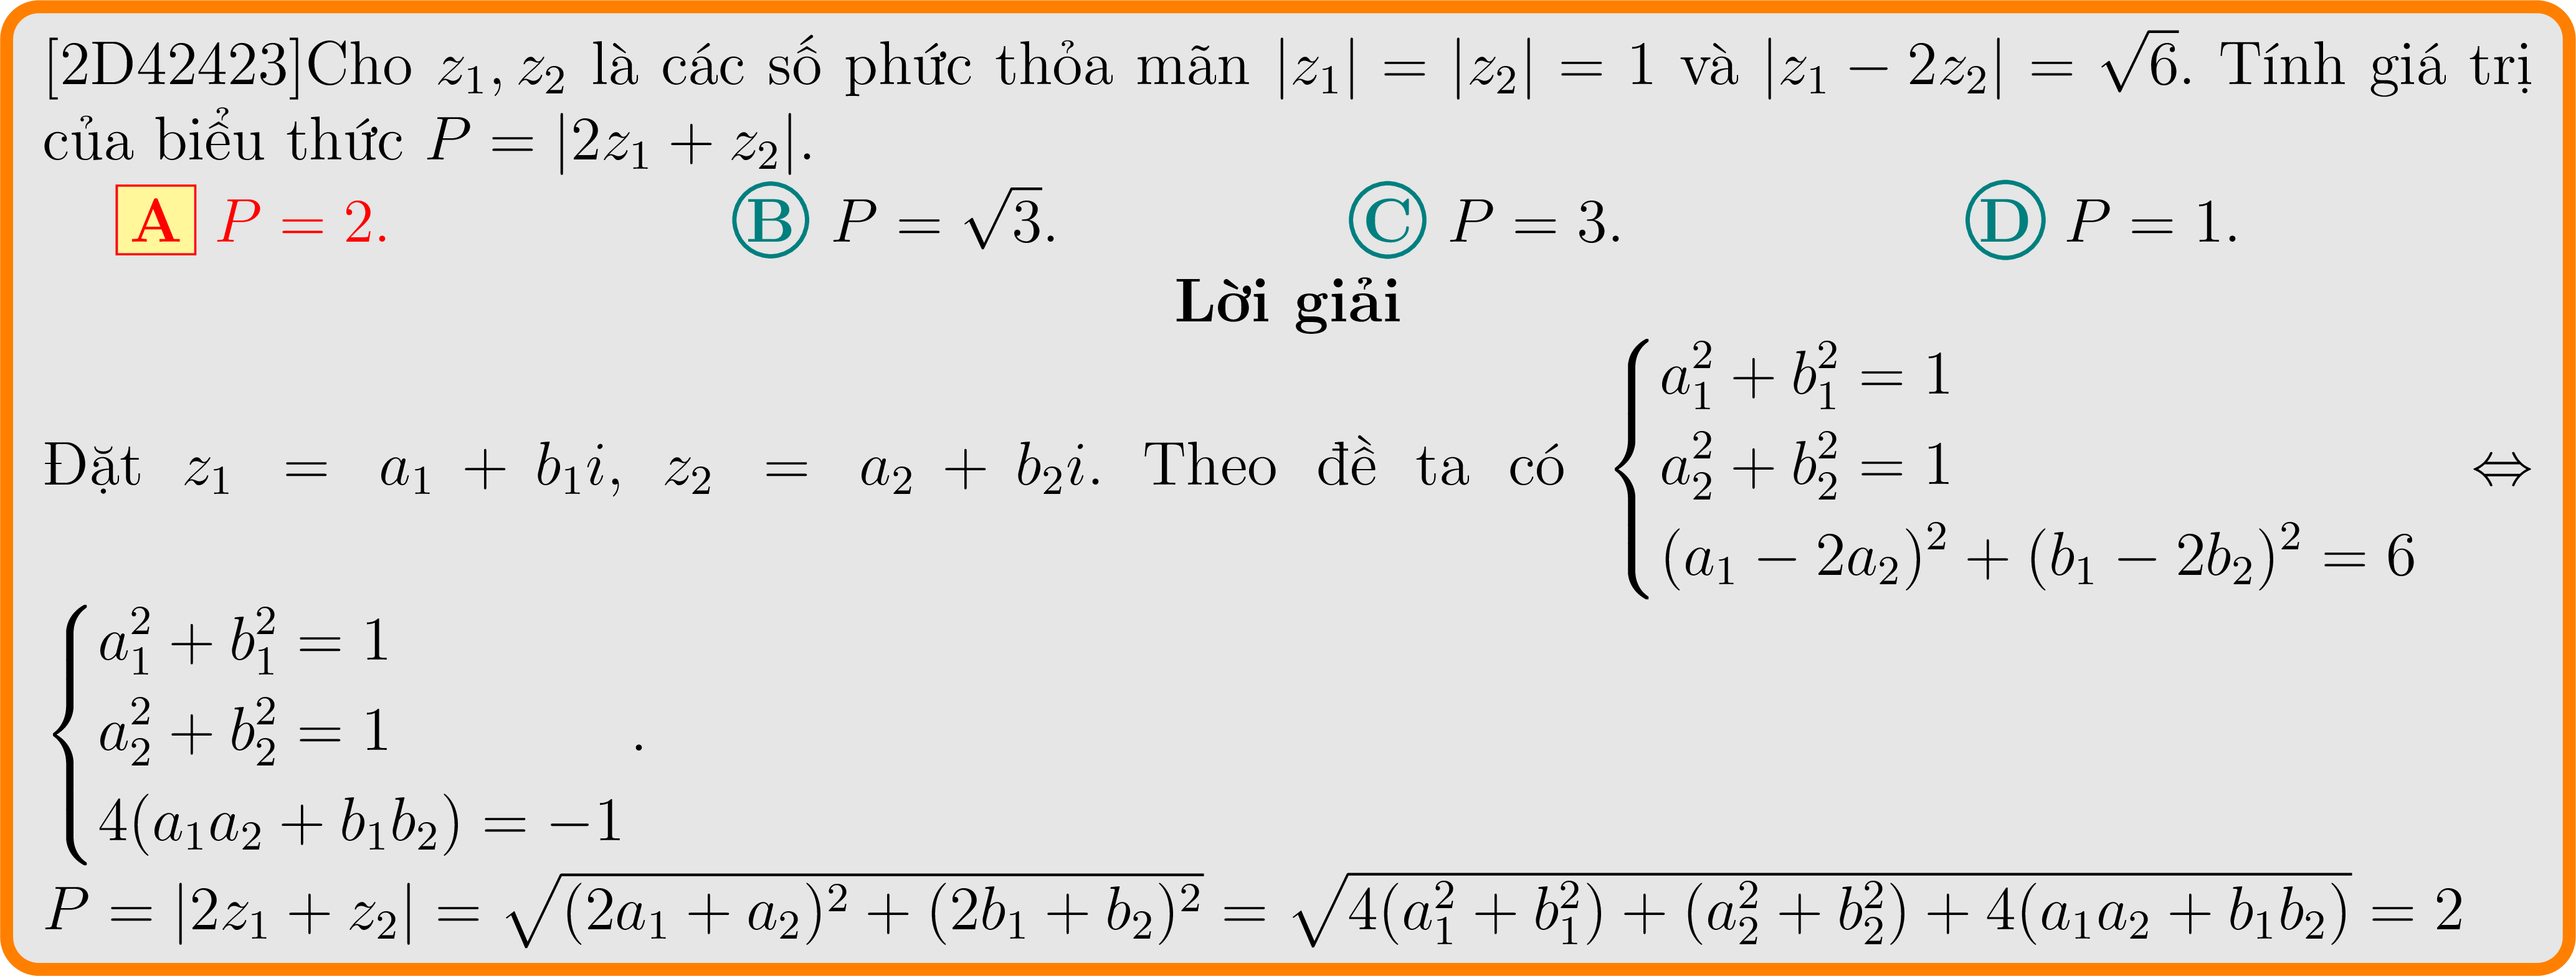 [2D42423]Cho $z_1, z_2$ là các số phức thỏa mãn $|z_1| = |z_2| = 1$ và $|z_1 - 2z_2| = \sqrt{6}$. Tính giá trị
của biểu thức $P = |2z_1 + z_2|$.
A $P = 2$. B $P = \sqrt{3}$. C $P = 3$. D $P = 1$.
Lời giải
Đặt $z_1 = a_1 + b_1i$, $z_2 = a_2 + b_2i$. Theo đề ta có $\begin{cases} a_1^2 + b_1^2 = 1 \\ a_2^2 + b_2^2 = 1 \\ (a_1 - 2a_2)^2 + (b_1 - 2b_2)^2 = 6 \end{cases} \Leftrightarrow$
$\begin{cases} a_1^2 + b_1^2 = 1 \\ a_2^2 + b_2^2 = 1 \\ 4(a_1a_2 + b_1b_2) = -1 \end{cases}$.
$P = |2z_1 + z_2| = \sqrt{(2a_1 + a_2)^2 + (2b_1 + b_2)^2} = \sqrt{4(a_1^2 + b_1^2) + (a_2^2 + b_2^2) + 4(a_1a_2 + b_1b_2)} = 2$